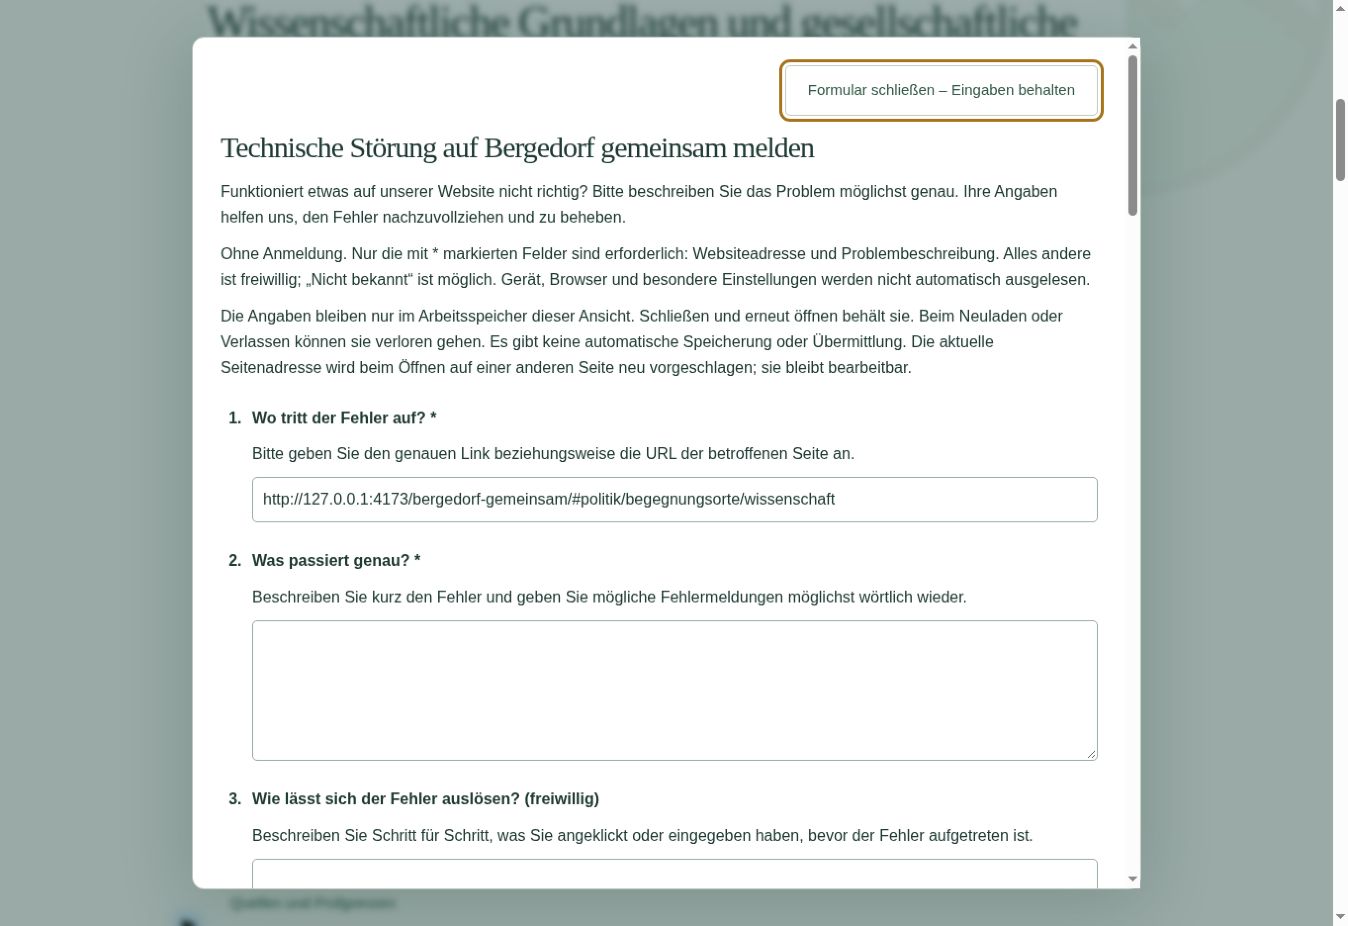 Wissenschaftliche Grundlagen und gesellschaftliche
Formular schließen – Eingaben behalten
Technische Störung auf Bergedorf gemeinsam melden
Funktioniert etwas auf unserer Website nicht richtig? Bitte beschreiben Sie das Problem möglichst genau. Ihre Angaben
helfen uns, den Fehler nachzuvollziehen und zu beheben.
Ohne Anmeldung. Nur die mit * markierten Felder sind erforderlich: Websiteadresse und Problembeschreibung. Alles andere
ist freiwillig; „Nicht bekannt“ ist möglich. Gerät, Browser und besondere Einstellungen werden nicht automatisch ausgelesen.
Die Angaben bleiben nur im Arbeitsspeicher dieser Ansicht. Schließen und erneut öffnen behält sie. Beim Neuladen oder
Verlassen können sie verloren gehen. Es gibt keine automatische Speicherung oder Übermittlung. Die aktuelle
Seitenadresse wird beim Öffnen auf einer anderen Seite neu vorgeschlagen; sie bleibt bearbeitbar.
1. Wo tritt der Fehler auf? *
Bitte geben Sie den genauen Link beziehungsweise die URL der betroffenen Seite an.
http://127.0.0.1:4173/bergedorf-gemeinsam/#politik/begegnungsorte/wissenschaft
2. Was passiert genau? *
Beschreiben Sie kurz den Fehler und geben Sie mögliche Fehlermeldungen möglichst wörtlich wieder.
3. Wie lässt sich der Fehler auslösen? (freiwillig)
Beschreiben Sie Schritt für Schritt, was Sie angeklickt oder eingegeben haben, bevor der Fehler aufgetreten ist.
Quellen und Prüfgrenzen